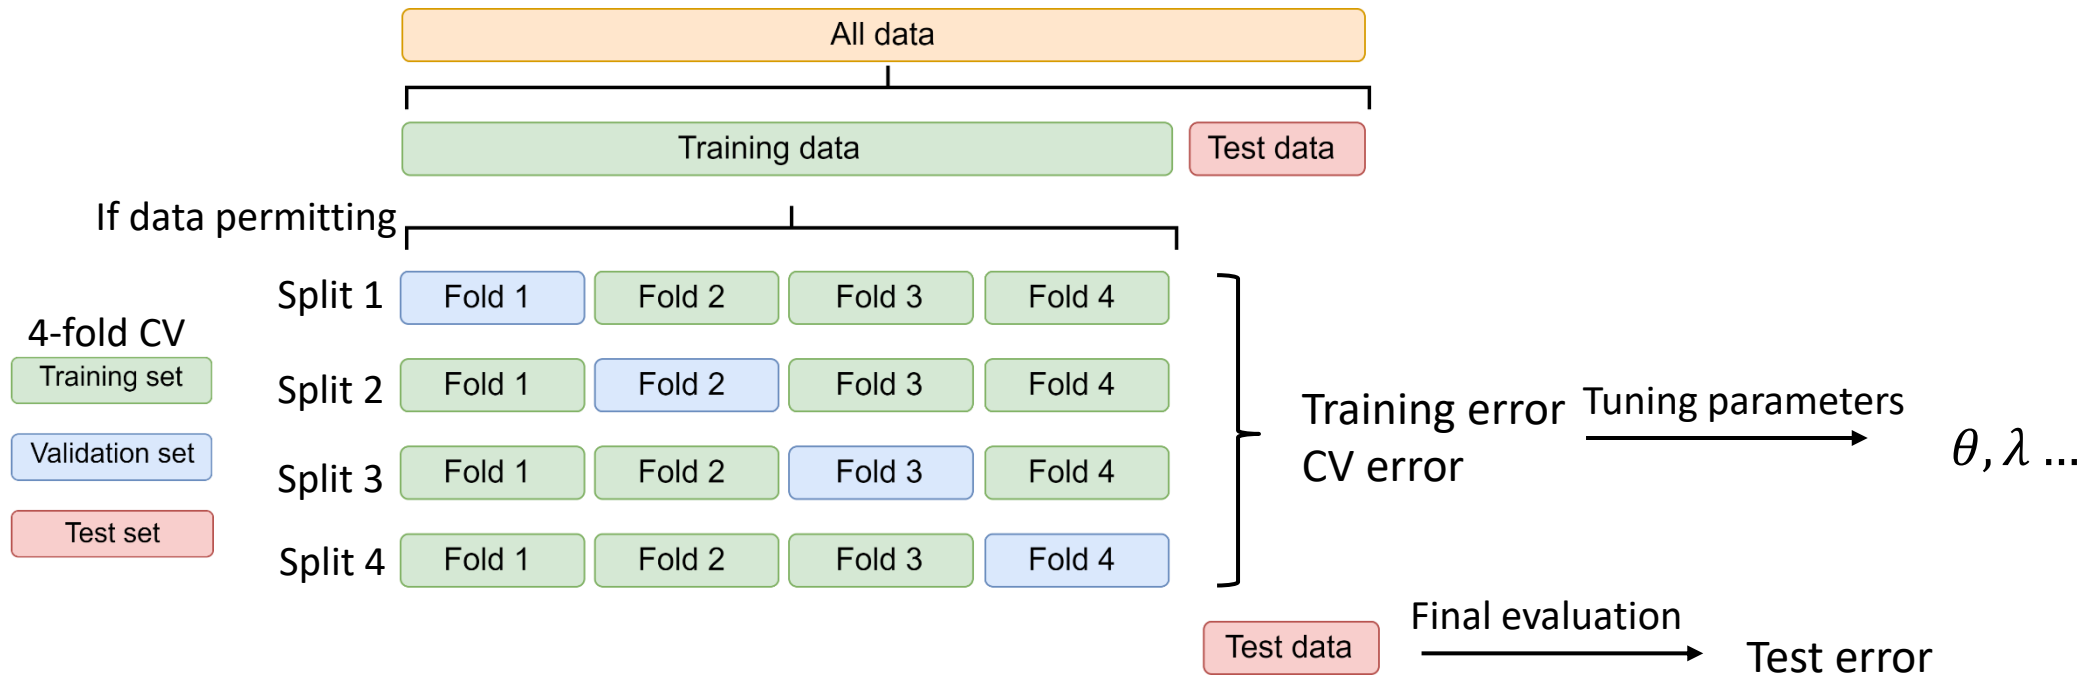 All data
Training data
Test data
If data permitting
Split 1
Fold 1
Fold 2
Fold 3
Fold 4
4-fold CV
Training set
Validation set
Test set
Split 2
Fold 1
Fold 2
Fold 3
Fold 4
Split 3
Fold 1
Fold 2
Fold 3
Fold 4
Split 4
Fold 1
Fold 2
Fold 3
Fold 4
Training error
CV error
Tuning parameters
θ, λ ...
Test data
Final evaluation
Test error